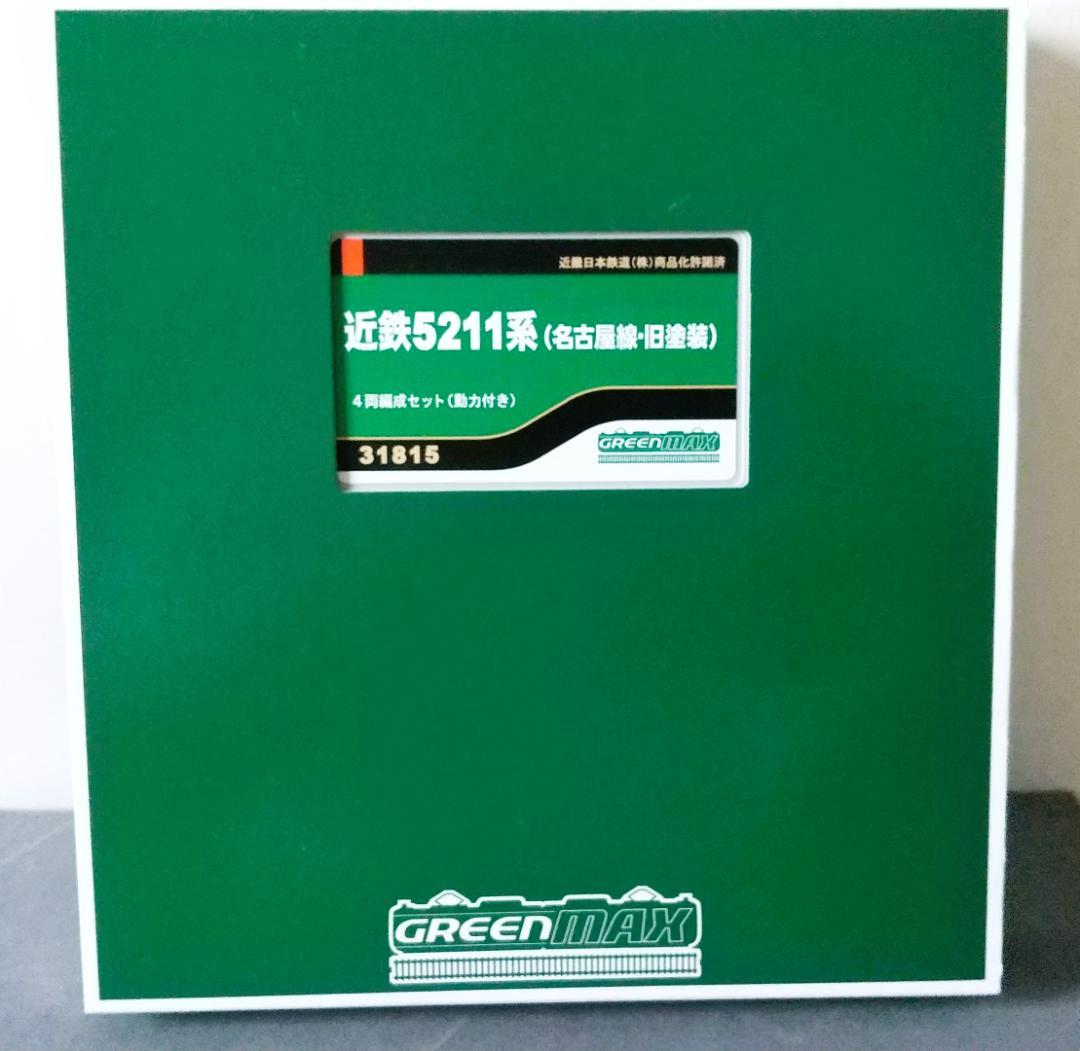 近畿日本鉄道(株)商品化許諾済
近鉄5211系(名古屋線・旧塗装)
4両編成セット(動力付き)
31815
GREENMAX
GREENMAX